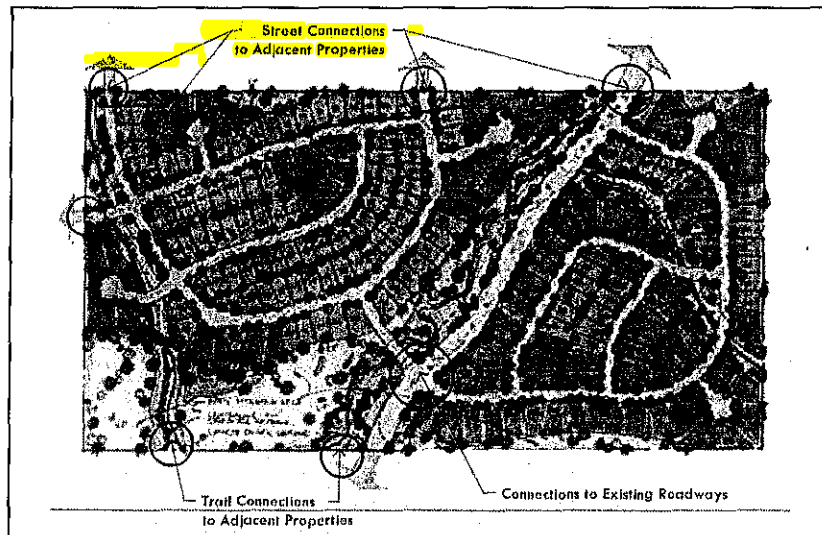 Street Connections
to Adjacent Properties
Trail Connections
to Adjacent Properties
Connections to Existing Roadways